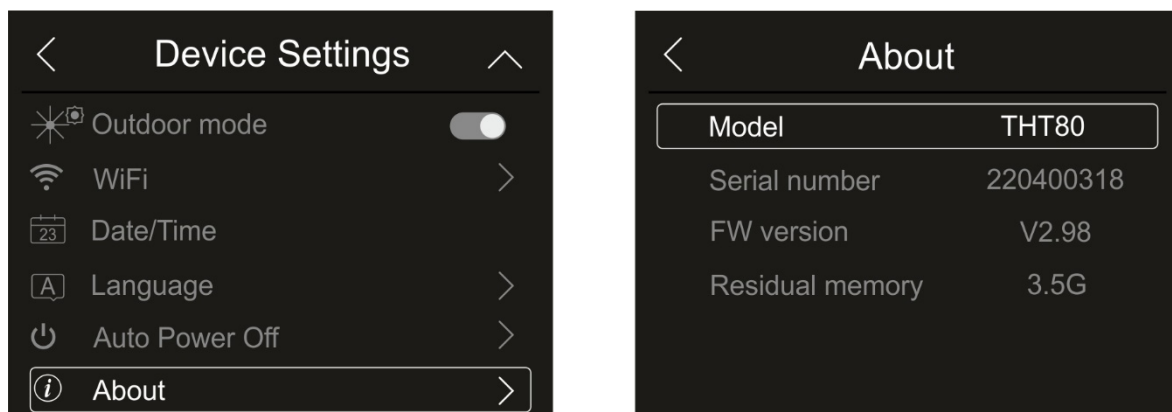 Device Settings
Outdoor mode
WiFi
23 Date/Time
A Language
Auto Power Off
i About
About
Model THT80
Serial number 220400318
FW version V2.98
Residual memory 3.5G